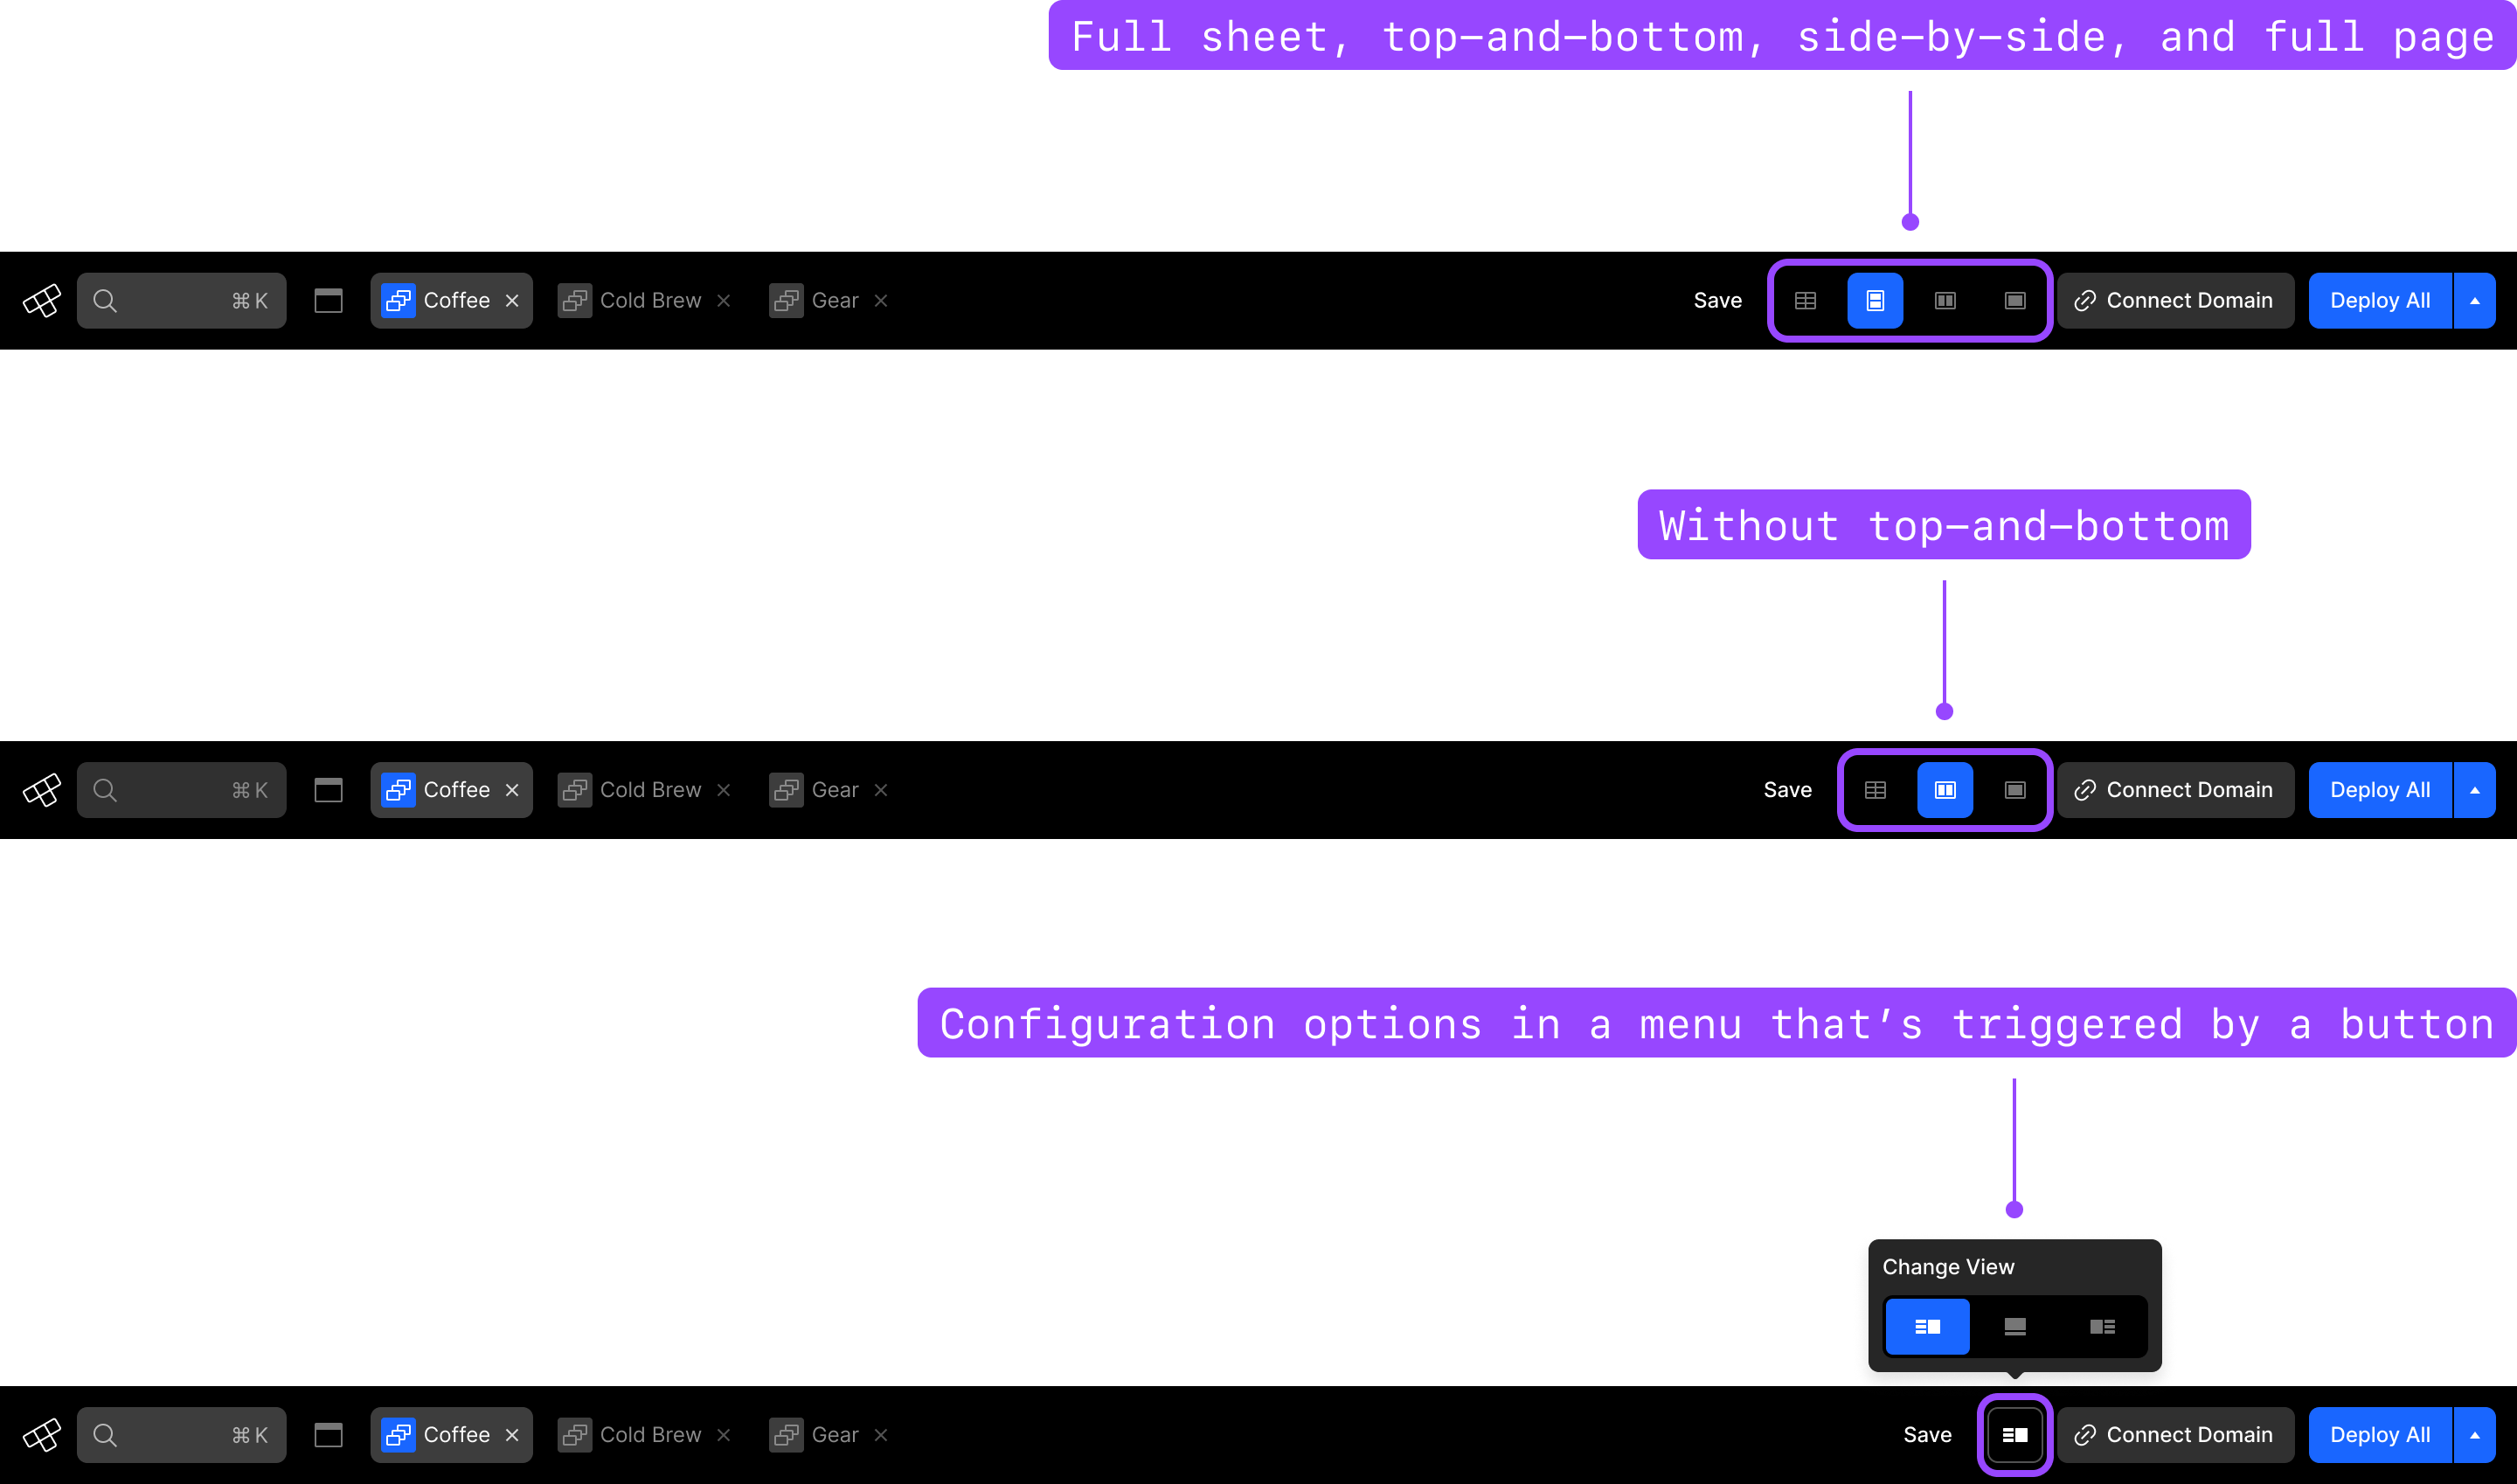 Full sheet, top-and-bottom, side-by-side, and full page
⌘ K Coffee Cold Brew Gear Save Connect Domain Deploy All
Without top-and-bottom
⌘ K Coffee Cold Brew Gear Save Connect Domain Deploy All
Configuration options in a menu that’s triggered by a button
Change View
⌘ K Coffee Cold Brew Gear Save Connect Domain Deploy All